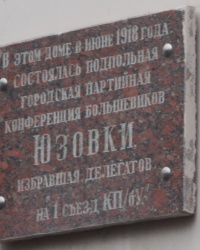 В ЭТОМ ДОМЕ В ИЮНЕ 1918 ГОДА
СОСТОЯЛАСЬ ПОДПОЛЬНАЯ
ГОРОДСКАЯ ПАРТИЙНАЯ
КОНФЕРЕНЦИЯ БОЛЬШЕВИКОВ
ЮЗОВКИ,
ИЗБРАВШАЯ ДЕЛЕГАТОВ
НА I СЪЕЗД КП/б/У.